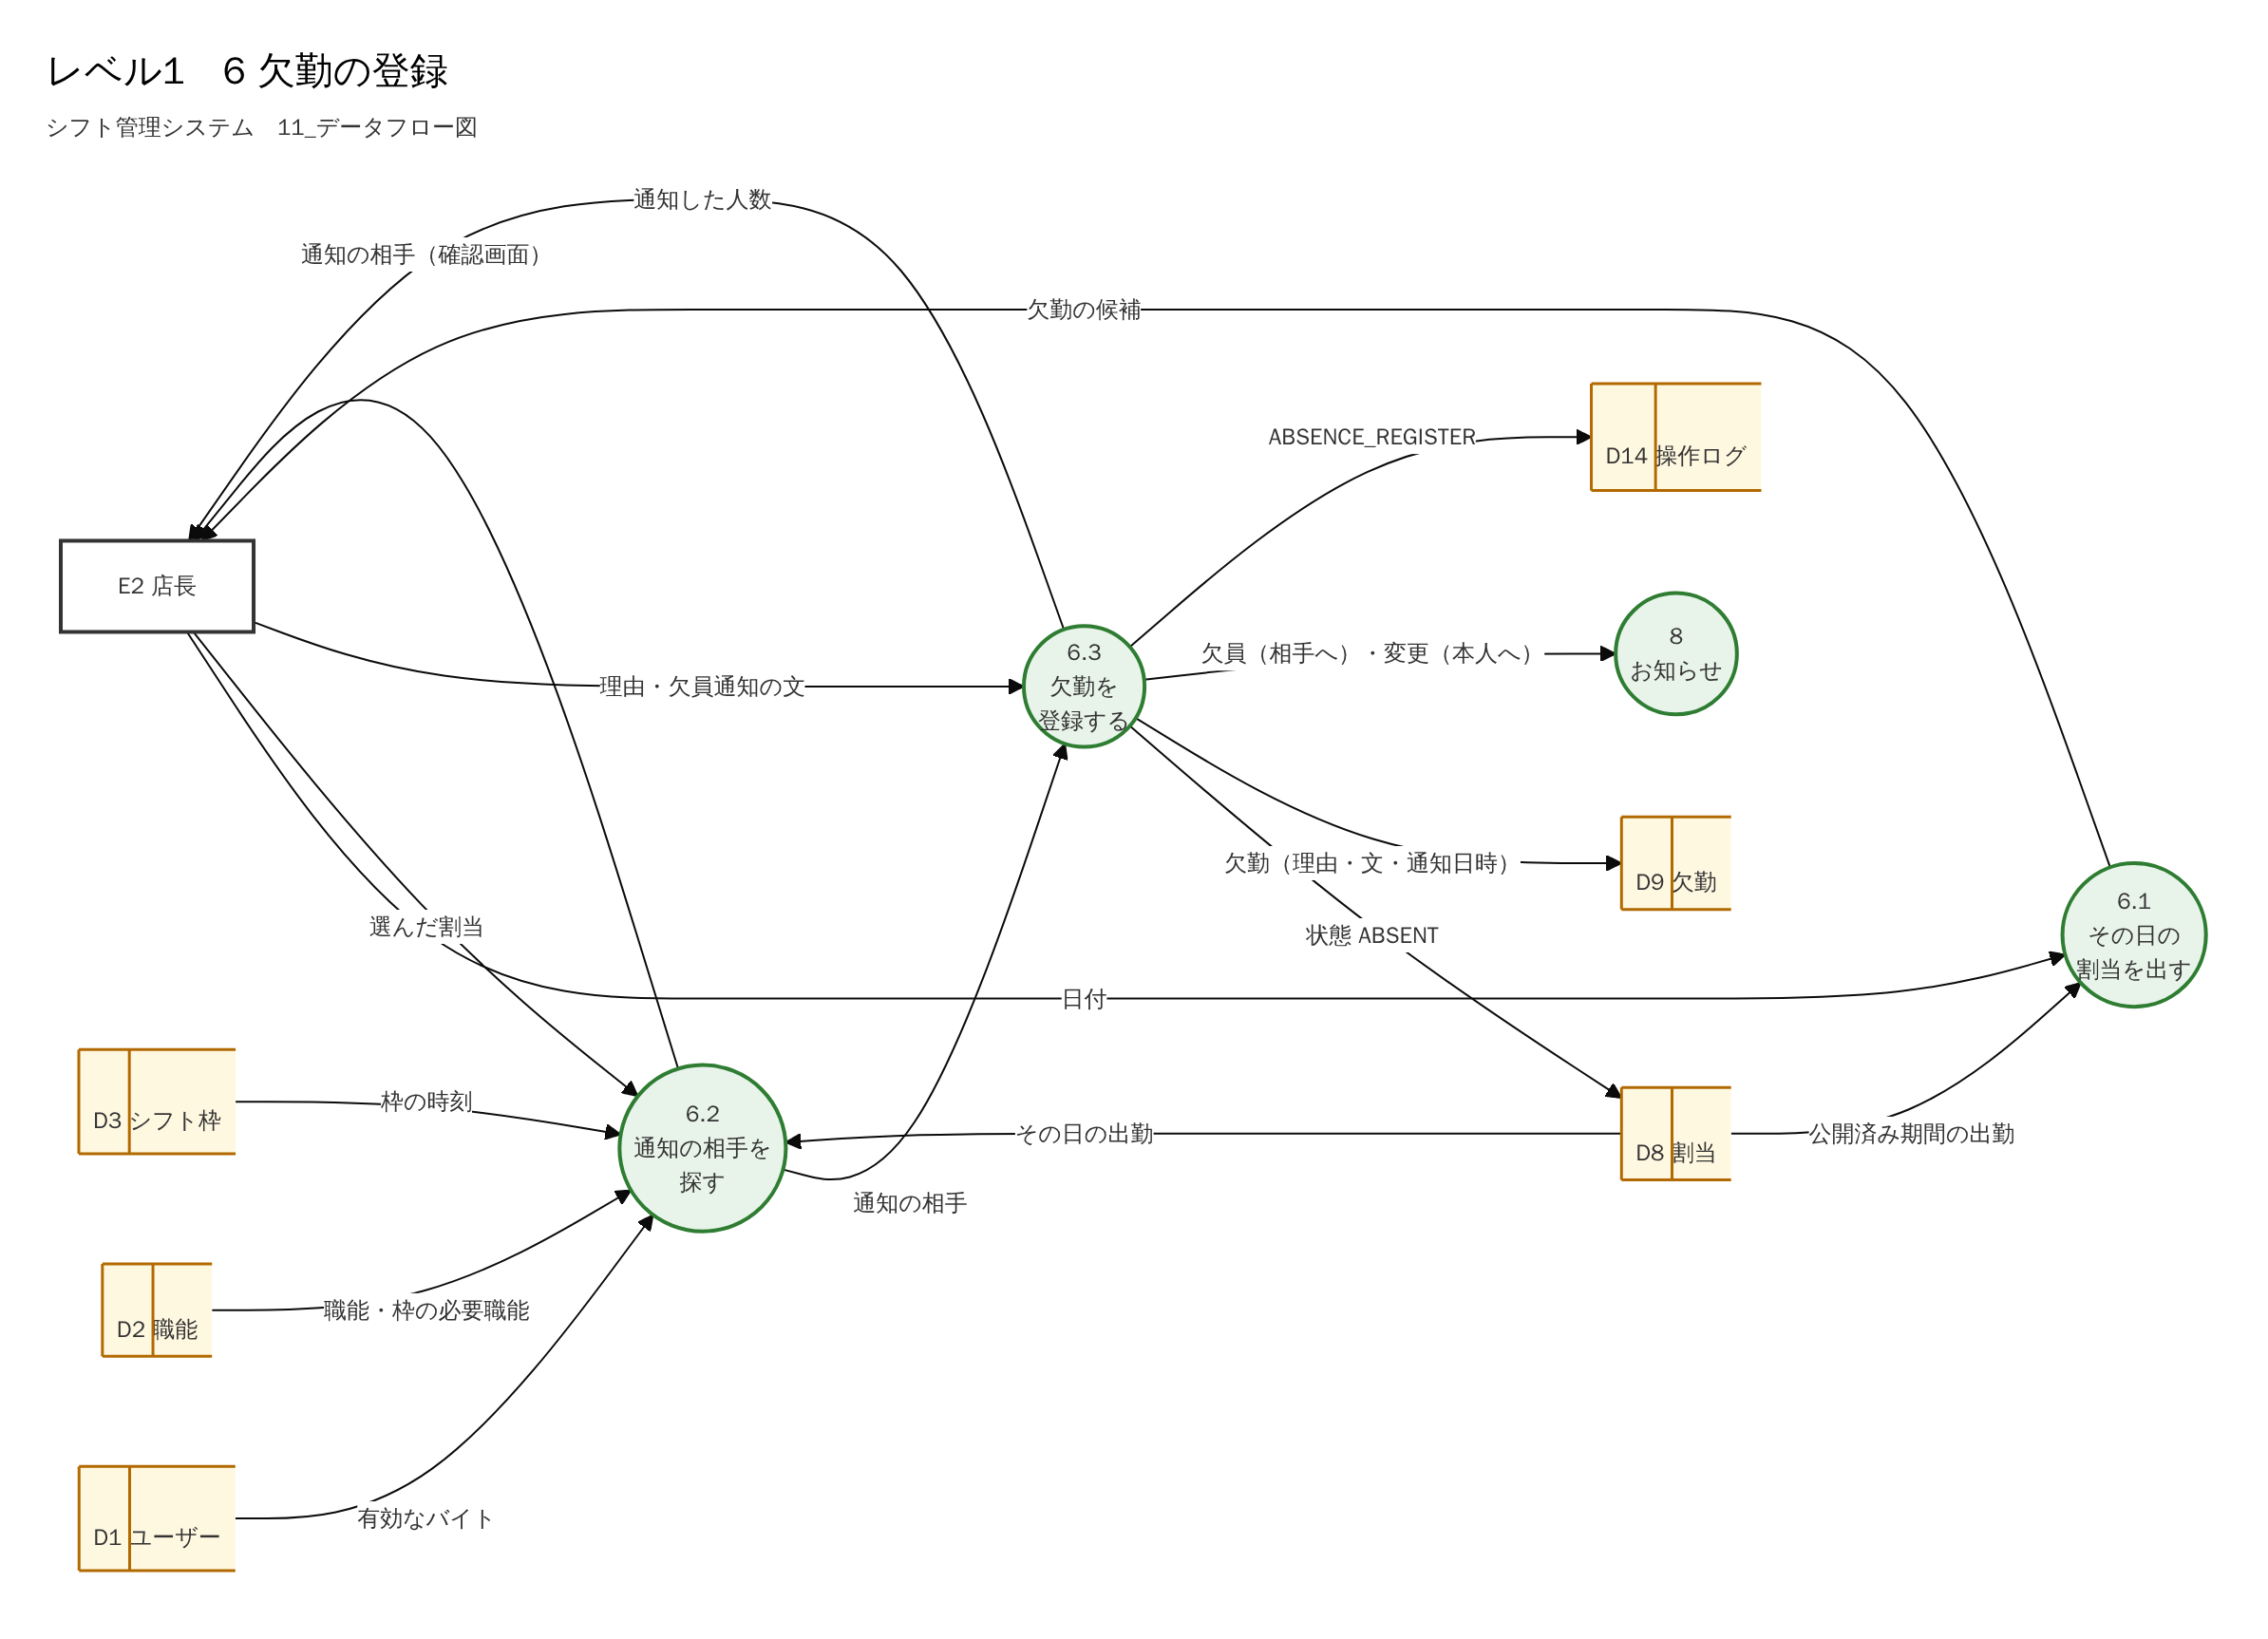 レベル1　6 欠勤の登録
シフト管理システム　11_データフロー図
通知した人数
通知の相手（確認画面）
欠勤の候補
ABSENCE_REGISTER
D14 操作ログ
E2 店長
6.3
欠勤を
登録する
欠員（相手へ）・変更（本人へ）
8
お知らせ
理由・欠員通知の文
欠勤（理由・文・通知日時）
D9 欠勤
6.1
その日の
割当を出す
選んだ割当
状態 ABSENT
日付
D3 シフト枠
枠の時刻
6.2
通知の相手を
探す
その日の出勤
D8 割当
公開済み期間の出勤
通知の相手
D2 職能
職能・枠の必要職能
D1 ユーザー
有効なバイト